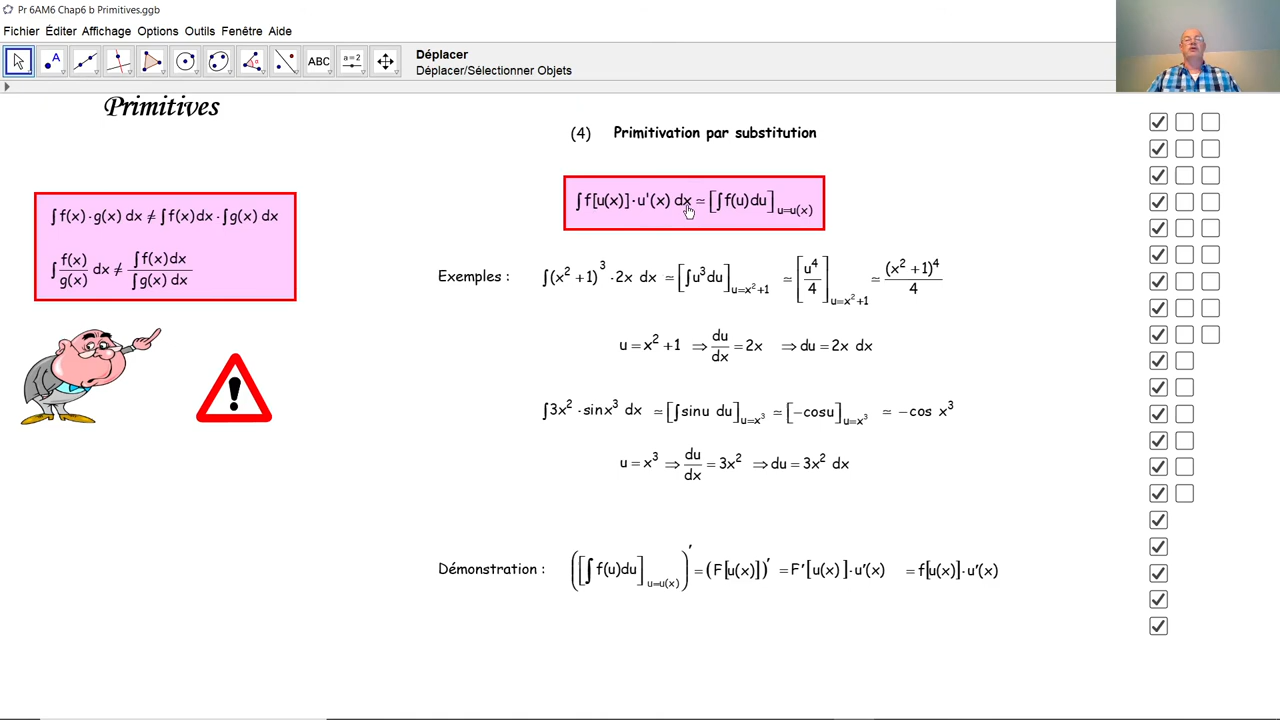 Pr 6AM6 Chap6 b Primitives.ggb
Fichier Éditer Affichage Options Outils Fenêtre Aide
A
ABC
a=2
Déplacer
Déplacer/Sélectionner Objets
Primitives
∫f(x)·g(x) dx ≠ ∫f(x)dx·∫g(x) dx
∫ f(x)/g(x) dx ≠ ∫f(x)dx / ∫g(x) dx
(4) Primitivation par substitution
∫f[u(x)]·u'(x) dx ≃ [∫f(u)du]_{u=u(x)}
Exemples : ∫(x²+1)³·2x dx ≃ [∫u³du]_{u=x²+1} ≃ [u⁴/4]_{u=x²+1} ≃ (x²+1)⁴/4
u = x²+1 ⇒ du/dx = 2x ⇒ du = 2x dx
∫3x²·sinx³ dx ≃ [∫sinu du]_{u=x³} ≃ [−cosu]_{u=x³} ≃ −cos x³
u = x³ ⇒ du/dx = 3x² ⇒ du = 3x² dx
Démonstration : ([∫f(u)du]_{u=u(x)})′ = (F[u(x)])′ = F′[u(x)]·u′(x) = f[u(x)]·u′(x)